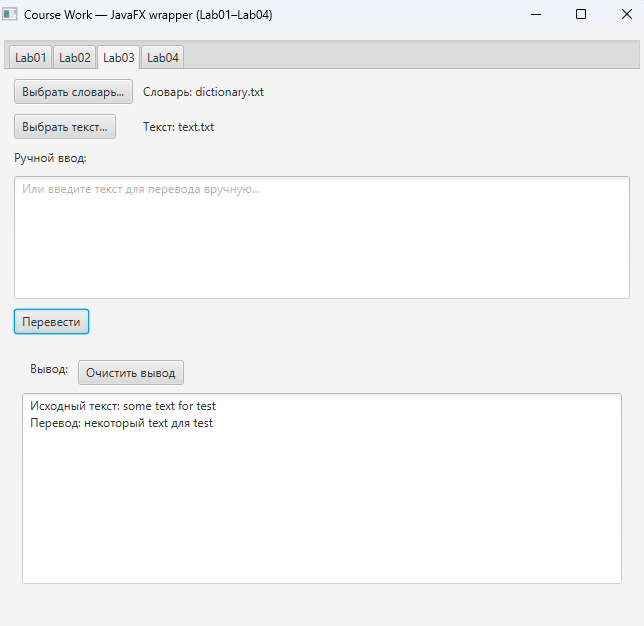 Course Work — JavaFX wrapper (Lab01–Lab04)
Lab01 Lab02 Lab03 Lab04
Выбрать словарь... Словарь: dictionary.txt
Выбрать текст... Текст: text.txt
Ручной ввод:
Или введите текст для перевода вручную...
Перевести
Вывод: Очистить вывод
Исходный текст: some text for test
Перевод: некоторый text для test